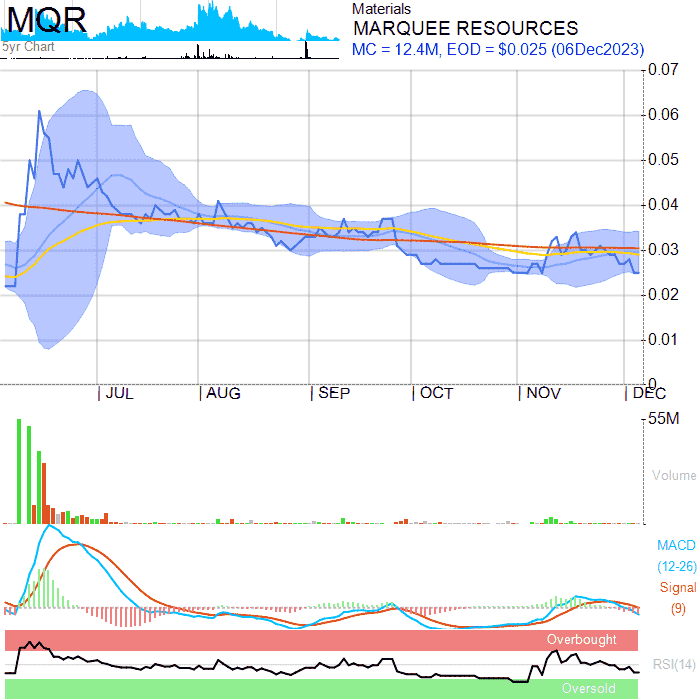 MQR
5yr Chart
Materials
MARQUEE RESOURCES
MC = 12.4M, EOD = $0.025 (06Dec2023)
0.07
0.06
0.05
0.04
0.03
0.02
0.01
0
JUL AUG SEP OCT NOV DEC
55M
Volume
MACD
(12-26)
Signal
(9)
Overbought
RSI(14)
Oversold